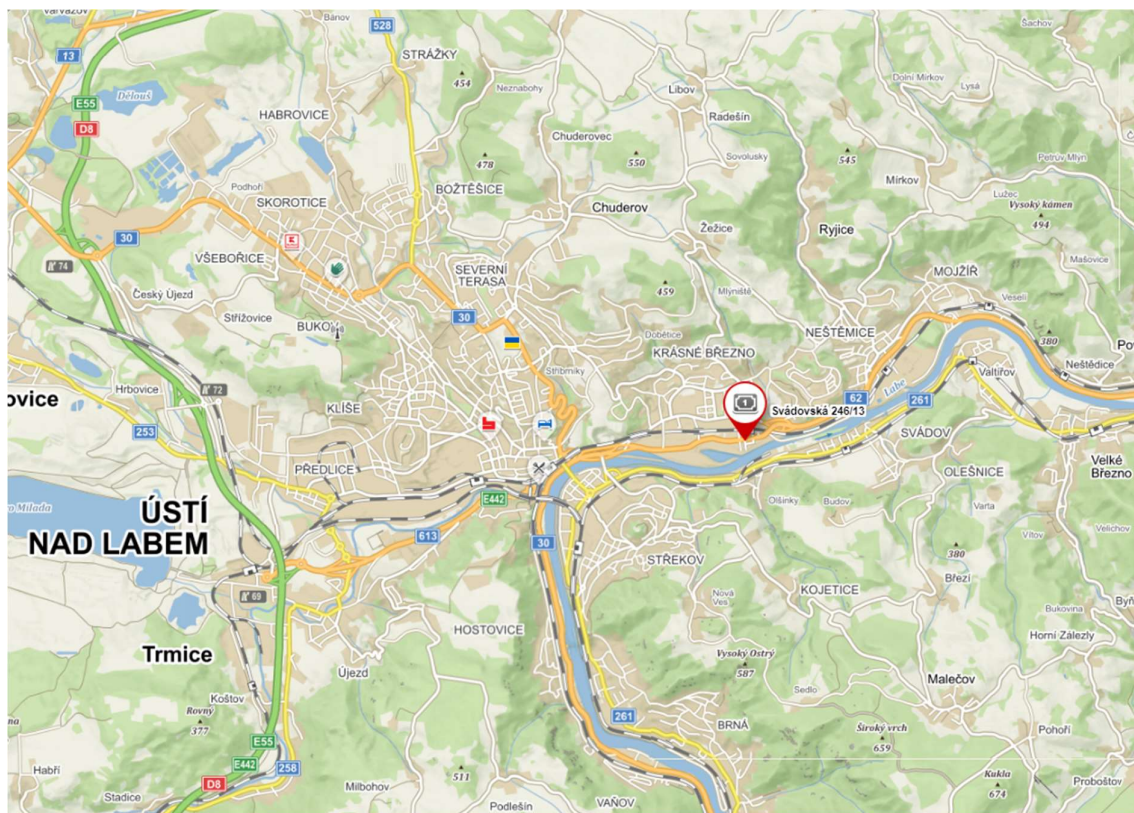 Varvažov
Bánov
Šachov
528
13
STRÁŽKY
454
Neznabohy
Dolní Mirkov
Lysá
Libov
Dělouš
E55
D8
HABROVICE
Radešín
Chuderovec
478
550
Sovolusky
545
Petrův Mlýn
Podhoří
BOŽTĚŠICE
Mírkov
SKOROTICE
Chuderov
Lužec
Vysoký kámen
494
30
Žežice
Ryjice
VŠEBOŘICE
74
SEVERNÍ
TERASA
Mašovice
MOJŽÍŘ
Český Újezd
459
Mlýniště
Veselí
Střížovice
BUKO
30
Dobětice
NEŠTĚMICE
380
KRÁSNÉ BŘEZNO
Stříbrníky
Neštědice
Hrbovice
72
Valtířov
ovice
Labe
KLÍŠE
1
62
261
Svádovská 246/13
253
SVÁDOV
PŘEDLICE
Velké
Březno
OLEŠNICE
E442
Olšinky
Budov
Varta
ÚSTÍ
NAD LABEM
Velichov
613
30
Vítov
380
STŘEKOV
Březí
69
Nová
Ves
KOJETICE
Bukovina
HOSTOVICE
Horní Zálezly
Trmice
Vysoký Ostrý
587
Újezd
Malečov
Sedlo
Koštov
Rovný
377
261
BRNÁ
Široký vrch
659
Pohoří
E55
E442
258
Habří
511
Kukla
674
D8
Milbohov
Proboštov
Stadice
Podlešín
VAŇOV